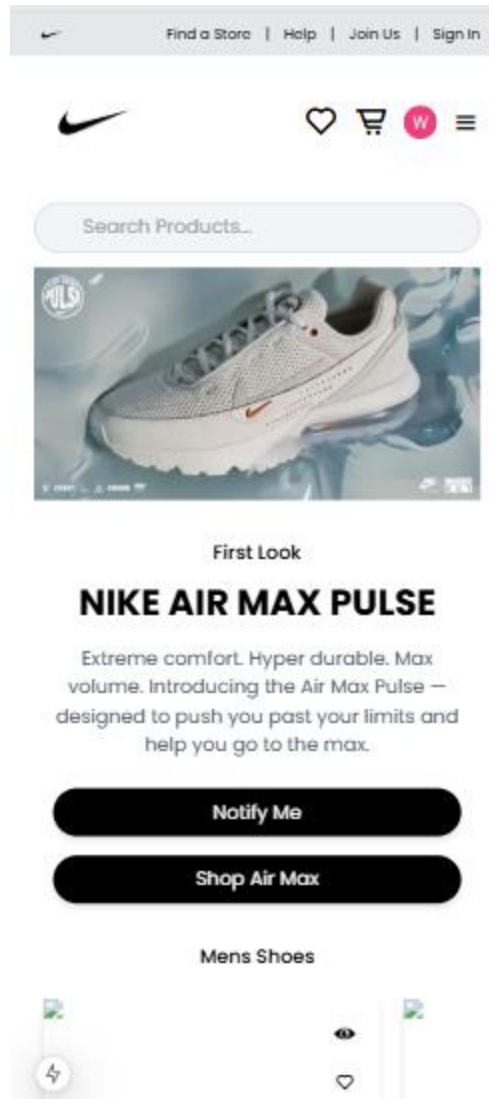 Find a Store | Help | Join Us | Sign In
W
Search Products...
PULSE
First Look
NIKE AIR MAX PULSE
Extreme comfort. Hyper durable. Max
volume. Introducing the Air Max Pulse —
designed to push you past your limits and
help you go to the max.
Notify Me
Shop Air Max
Mens Shoes